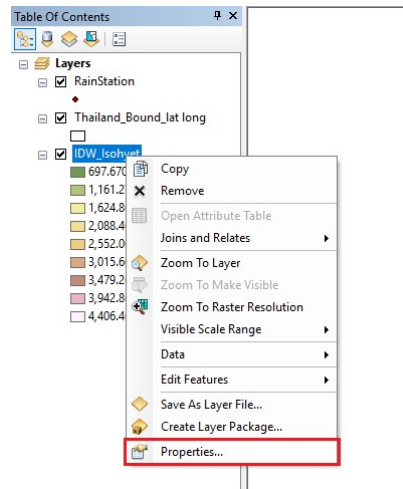 Table Of Contents
Layers
RainStation
Thailand_Bound_lat long
IDW_Isohyet
697.670
1,161.2
1,624.8
2,088.4
2,552.0
3,015.6
3,479.2
3,942.8
4,406.4
Copy
Remove
Open Attribute Table
Joins and Relates
Zoom To Layer
Zoom To Make Visible
Zoom To Raster Resolution
Visible Scale Range
Data
Edit Features
Save As Layer File...
Create Layer Package...
Properties...